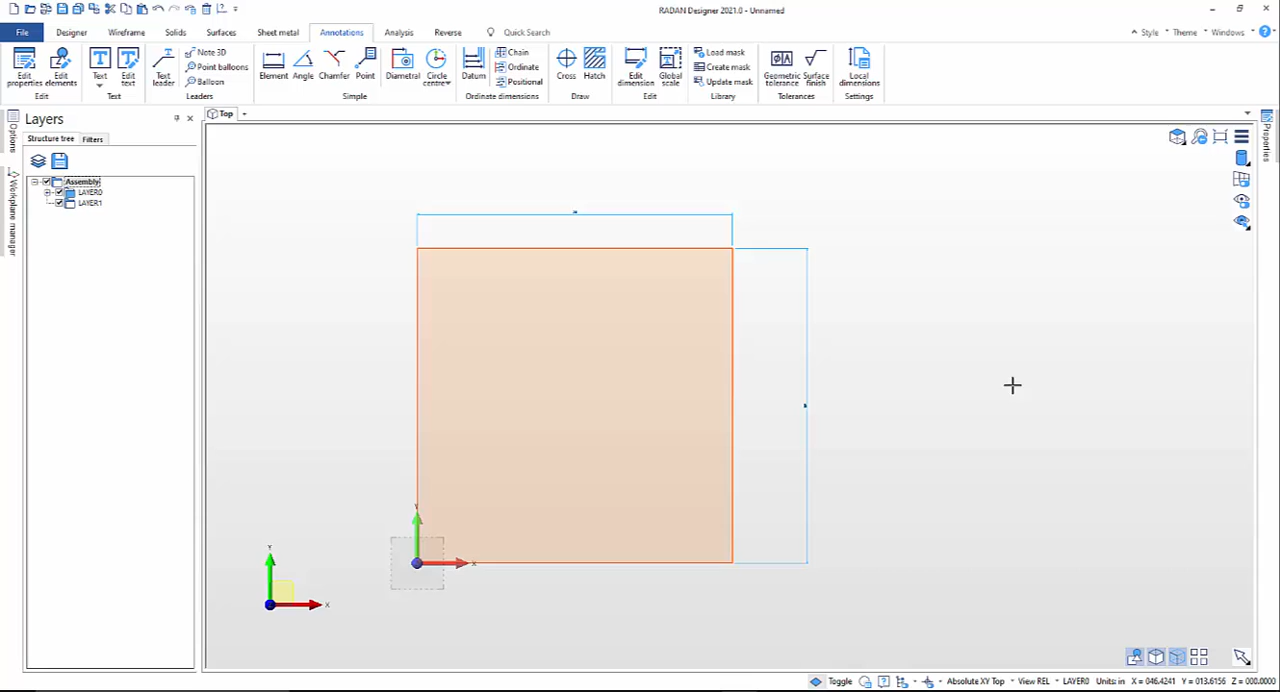 RADAN Designer 2021.0 - Unnamed
File Designer Wireframe Solids Surfaces Sheet metal Annotations Analysis Reverse Quick Search Style Theme Windows
Edit properties Edit elements Text Edit text Text leader Note 3D Point balloons Balloon Element Angle Chamfer Point Diametral Circle centre Datum Chain Ordinate Positional Cross Hatch Edit dimension Global scale Load mask Create mask Update mask Geometric tolerance Surface finish Local dimensions
Edit Text Leaders Simple Ordinate dimensions Draw Edit Library Tolerances Settings
Options
Workplane manager
Layers
Structure tree Filters
Assembly
LAYER0
LAYER1
Top
Properties
Y
X
Y
X
Toggle Absolute XY Top View REL LAYER0 Units: in X = 046.4241 Y = 013.6156 Z = 000.0000